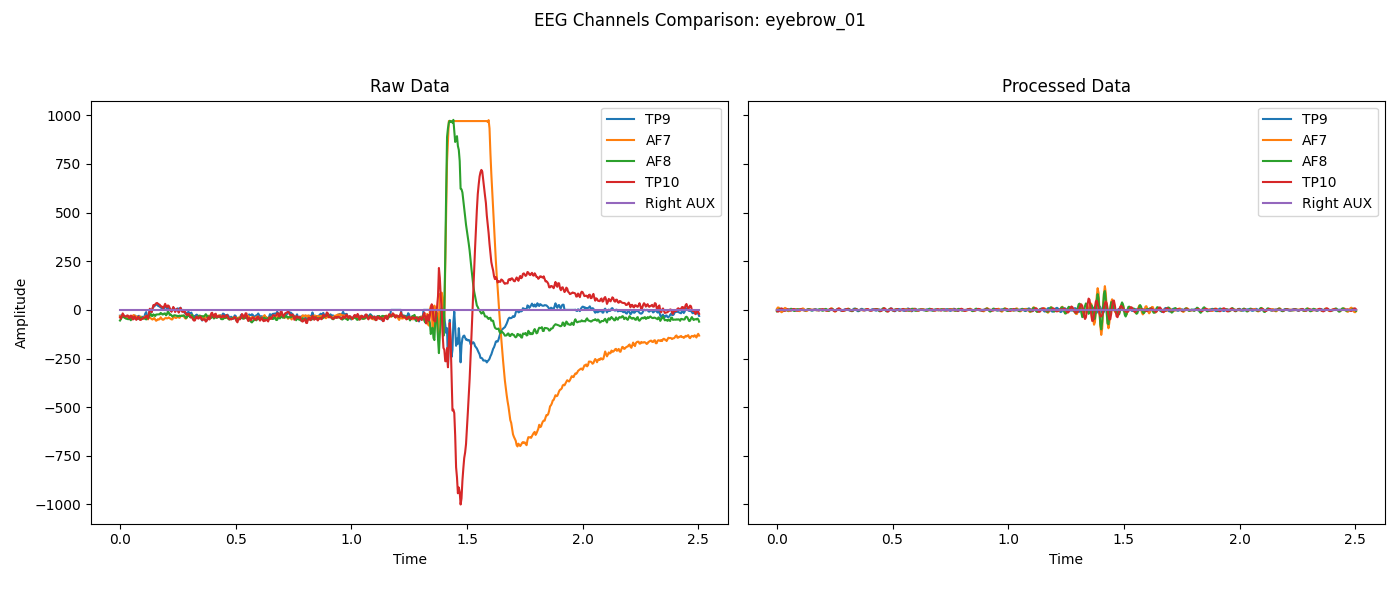 EEG Channels Comparison: eyebrow_01
Raw Data
Processed Data
1000
750
500
250
0
−250
−500
−750
−1000
Amplitude
TP9
AF7
AF8
TP10
Right AUX
TP9
AF7
AF8
TP10
Right AUX
0.0 0.5 1.0 1.5 2.0 2.5
0.0 0.5 1.0 1.5 2.0 2.5
Time
Time